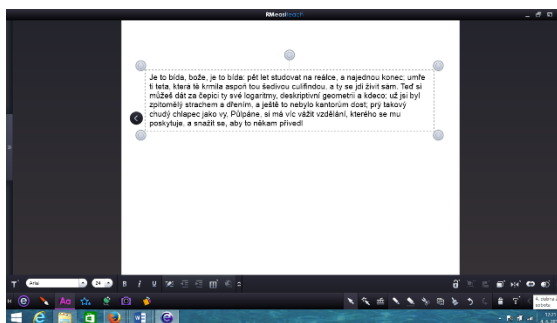 RMeasiteach
Je to bída, bože, je to bída: pět let studovat na reálce, a najednou konec; umře
ti teta, která tě krmila aspoň tou šedivou culifindou, a ty se jdi živit sám. Teď si
můžeš dát za čepici ty své logaritmy, deskriptivní geometrii a kdeco; už jsi byl
zpitomělý strachem a dřením, a ještě to nebylo kantorům dost; prý takový
chudý chlapec jako vy, Půlpáne, si má víc vážit vzdělání, kterého se mu
poskytuje, a snažit se, aby to někam přivedl
Arial
24
B I U
Aa